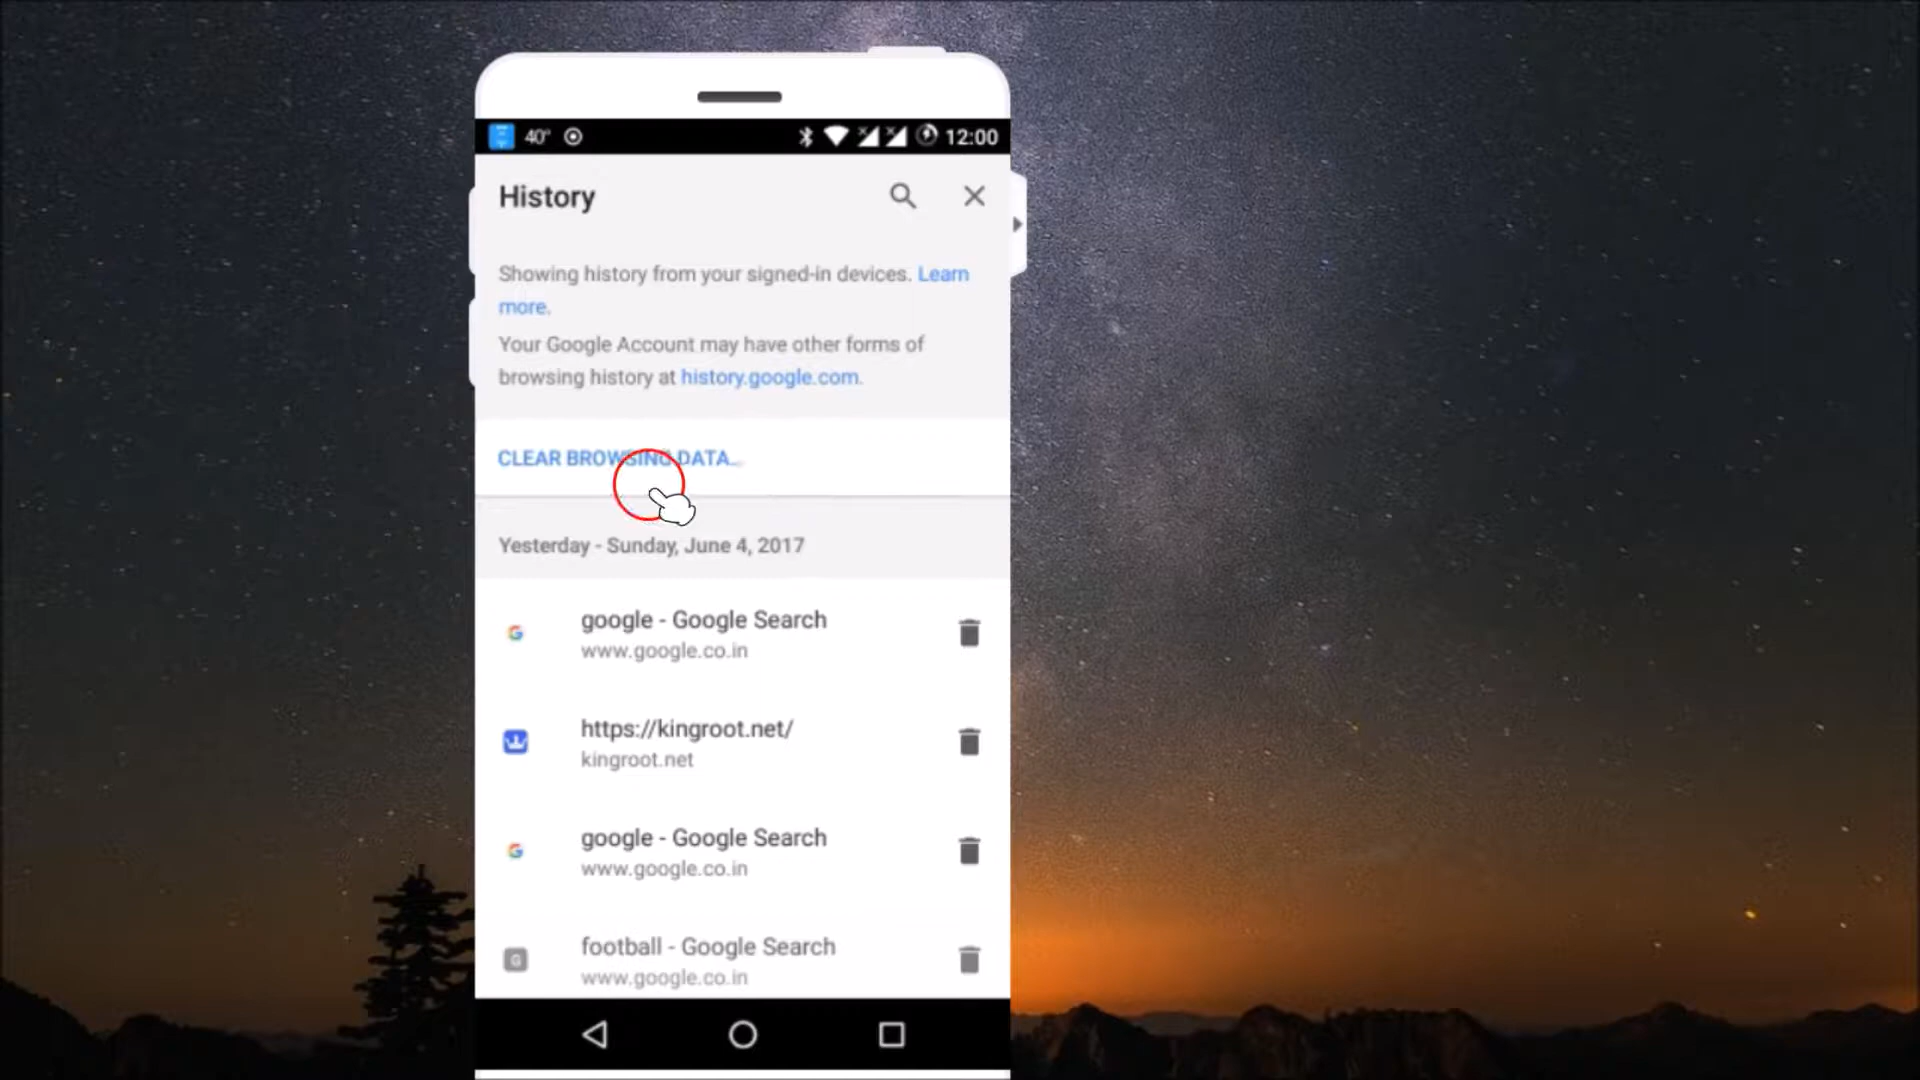 40°
12:00
History
Showing history from your signed-in devices. Learn
more.
Your Google Account may have other forms of
browsing history at history.google.com.
CLEAR BROWSING DATA...
Yesterday - Sunday, June 4, 2017
google - Google Search
www.google.co.in
https://kingroot.net/
kingroot.net
google - Google Search
www.google.co.in
football - Google Search
www.google.co.in